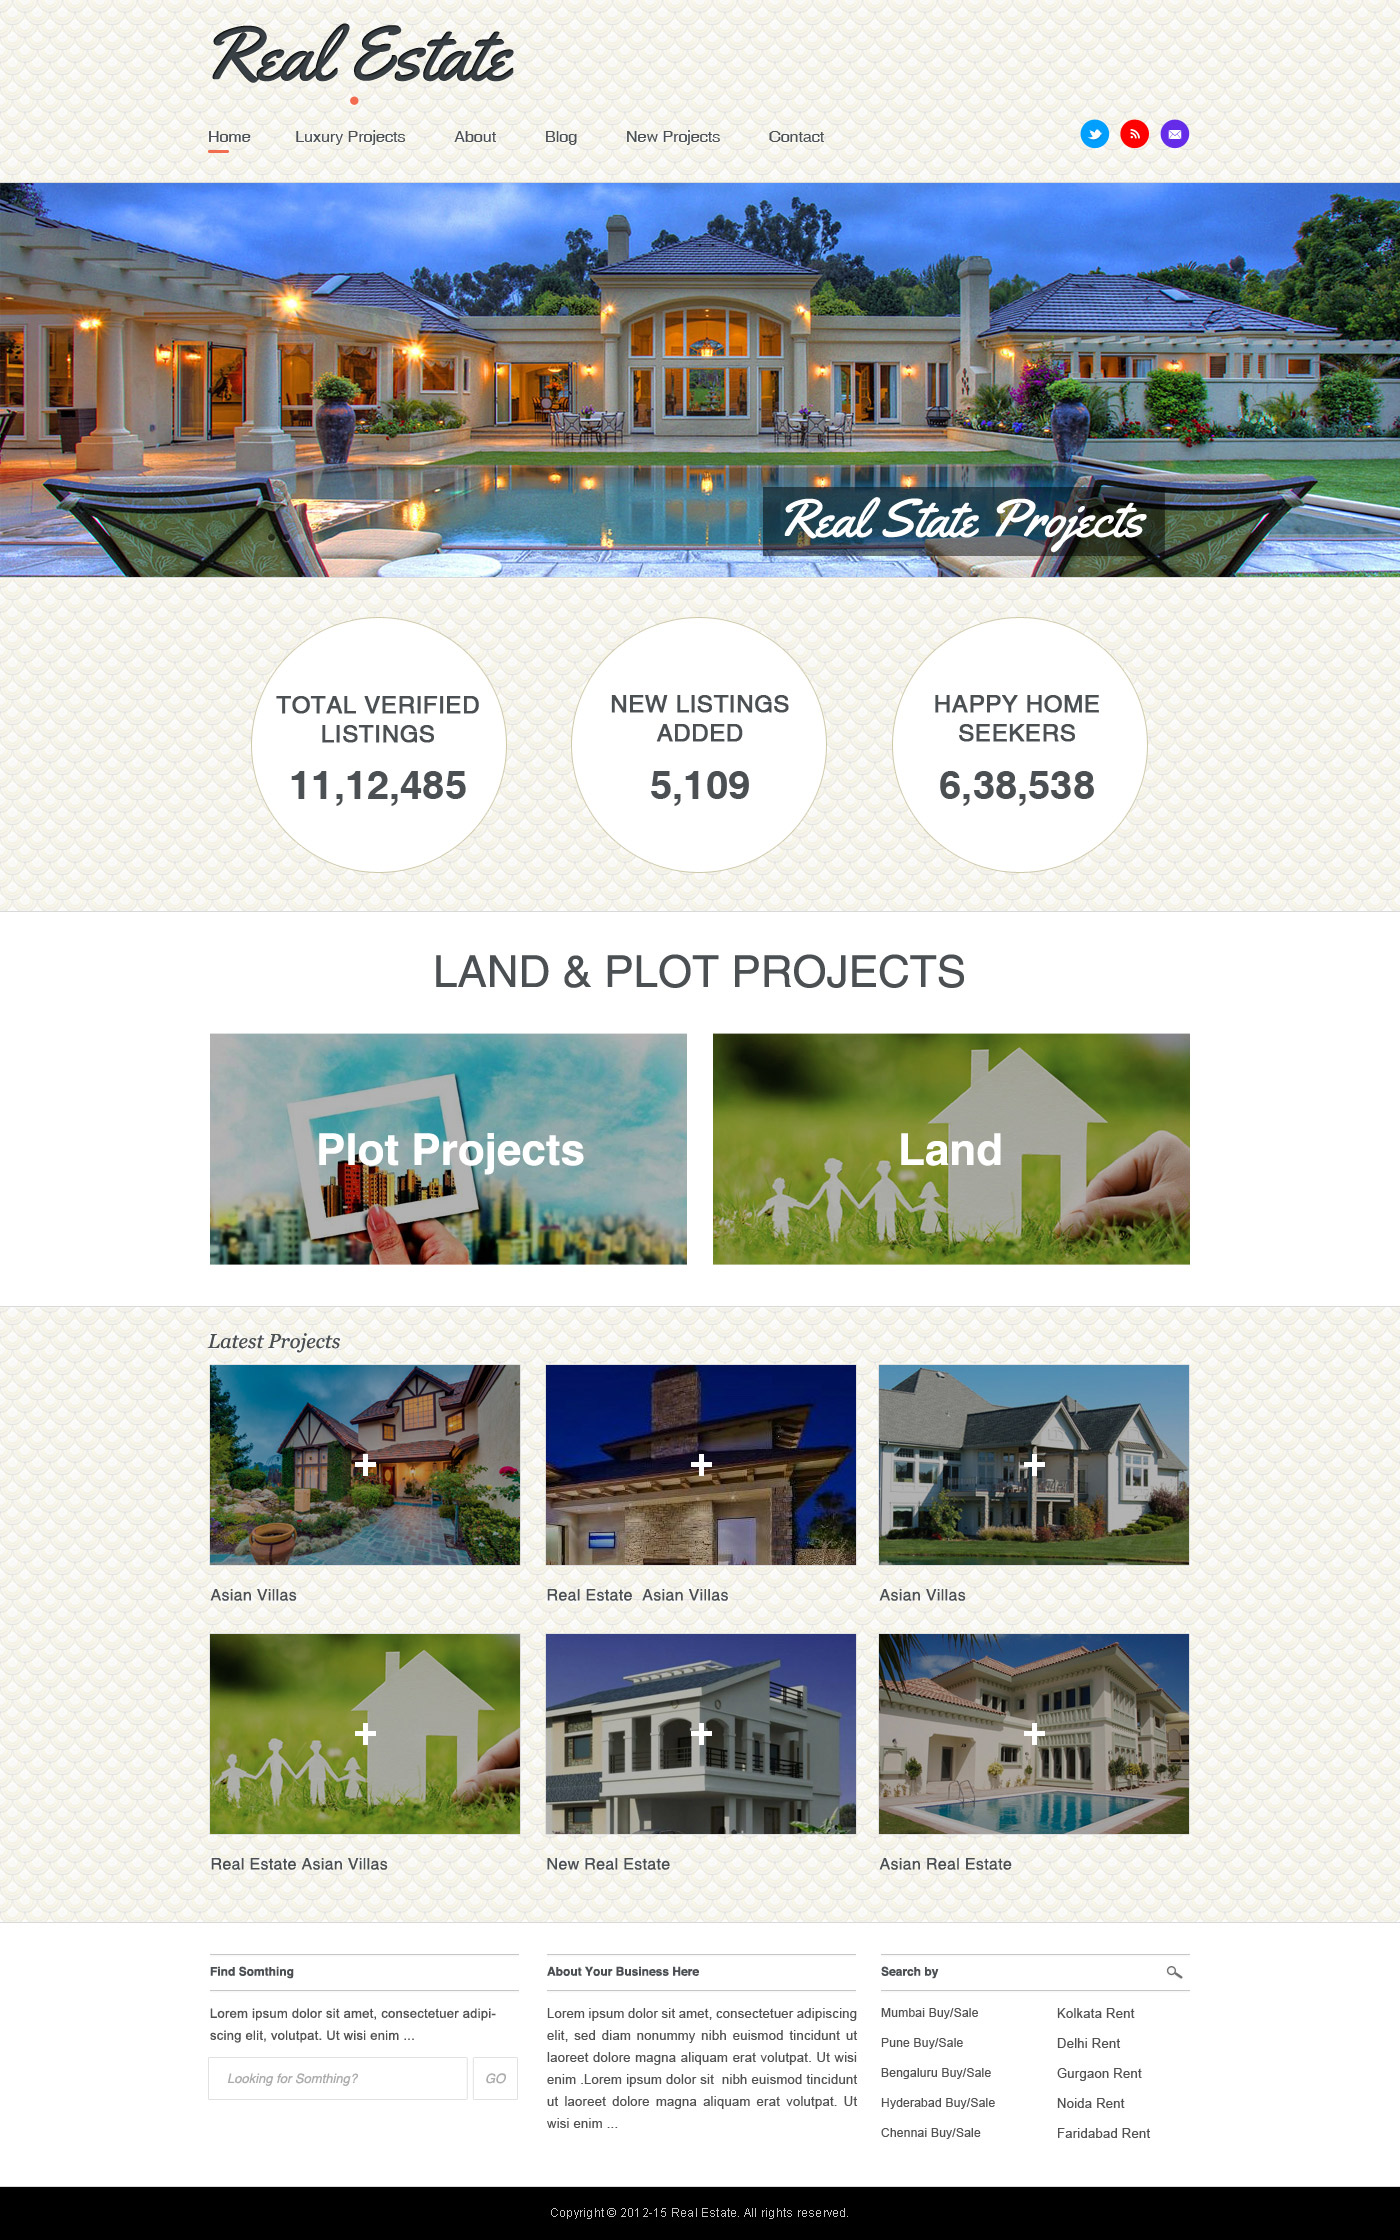 Real Estate
Home
Luxury Projects
About
Blog
New Projects
Contact
Real State Projects
TOTAL VERIFIED
LISTINGS
11,12,485
NEW LISTINGS
ADDED
5,109
HAPPY HOME
SEEKERS
6,38,538
LAND & PLOT PROJECTS
Plot Projects
Land
Latest Projects
Asian Villas
Real Estate  Asian Villas
Asian Villas
Real Estate Asian Villas
New Real Estate
Asian Real Estate
Find Somthing
Lorem ipsum dolor sit amet, consectetuer adipi-
scing elit, volutpat. Ut wisi enim ...
Looking for Somthing?
GO
About Your Business Here
Lorem ipsum dolor sit amet, consectetuer adipiscing
elit, sed diam nonummy nibh euismod tincidunt ut
laoreet dolore magna aliquam erat volutpat. Ut wisi
enim .Lorem ipsum dolor sit  nibh euismod tincidunt
ut laoreet dolore magna aliquam erat volutpat. Ut
wisi enim ...
Search by
Mumbai Buy/Sale
Pune Buy/Sale
Bengaluru Buy/Sale
Hyderabad Buy/Sale
Chennai Buy/Sale
Kolkata Rent
Delhi Rent
Gurgaon Rent
Noida Rent
Faridabad Rent
Copyright © 2012-15 Real Estate. All rights reserved.